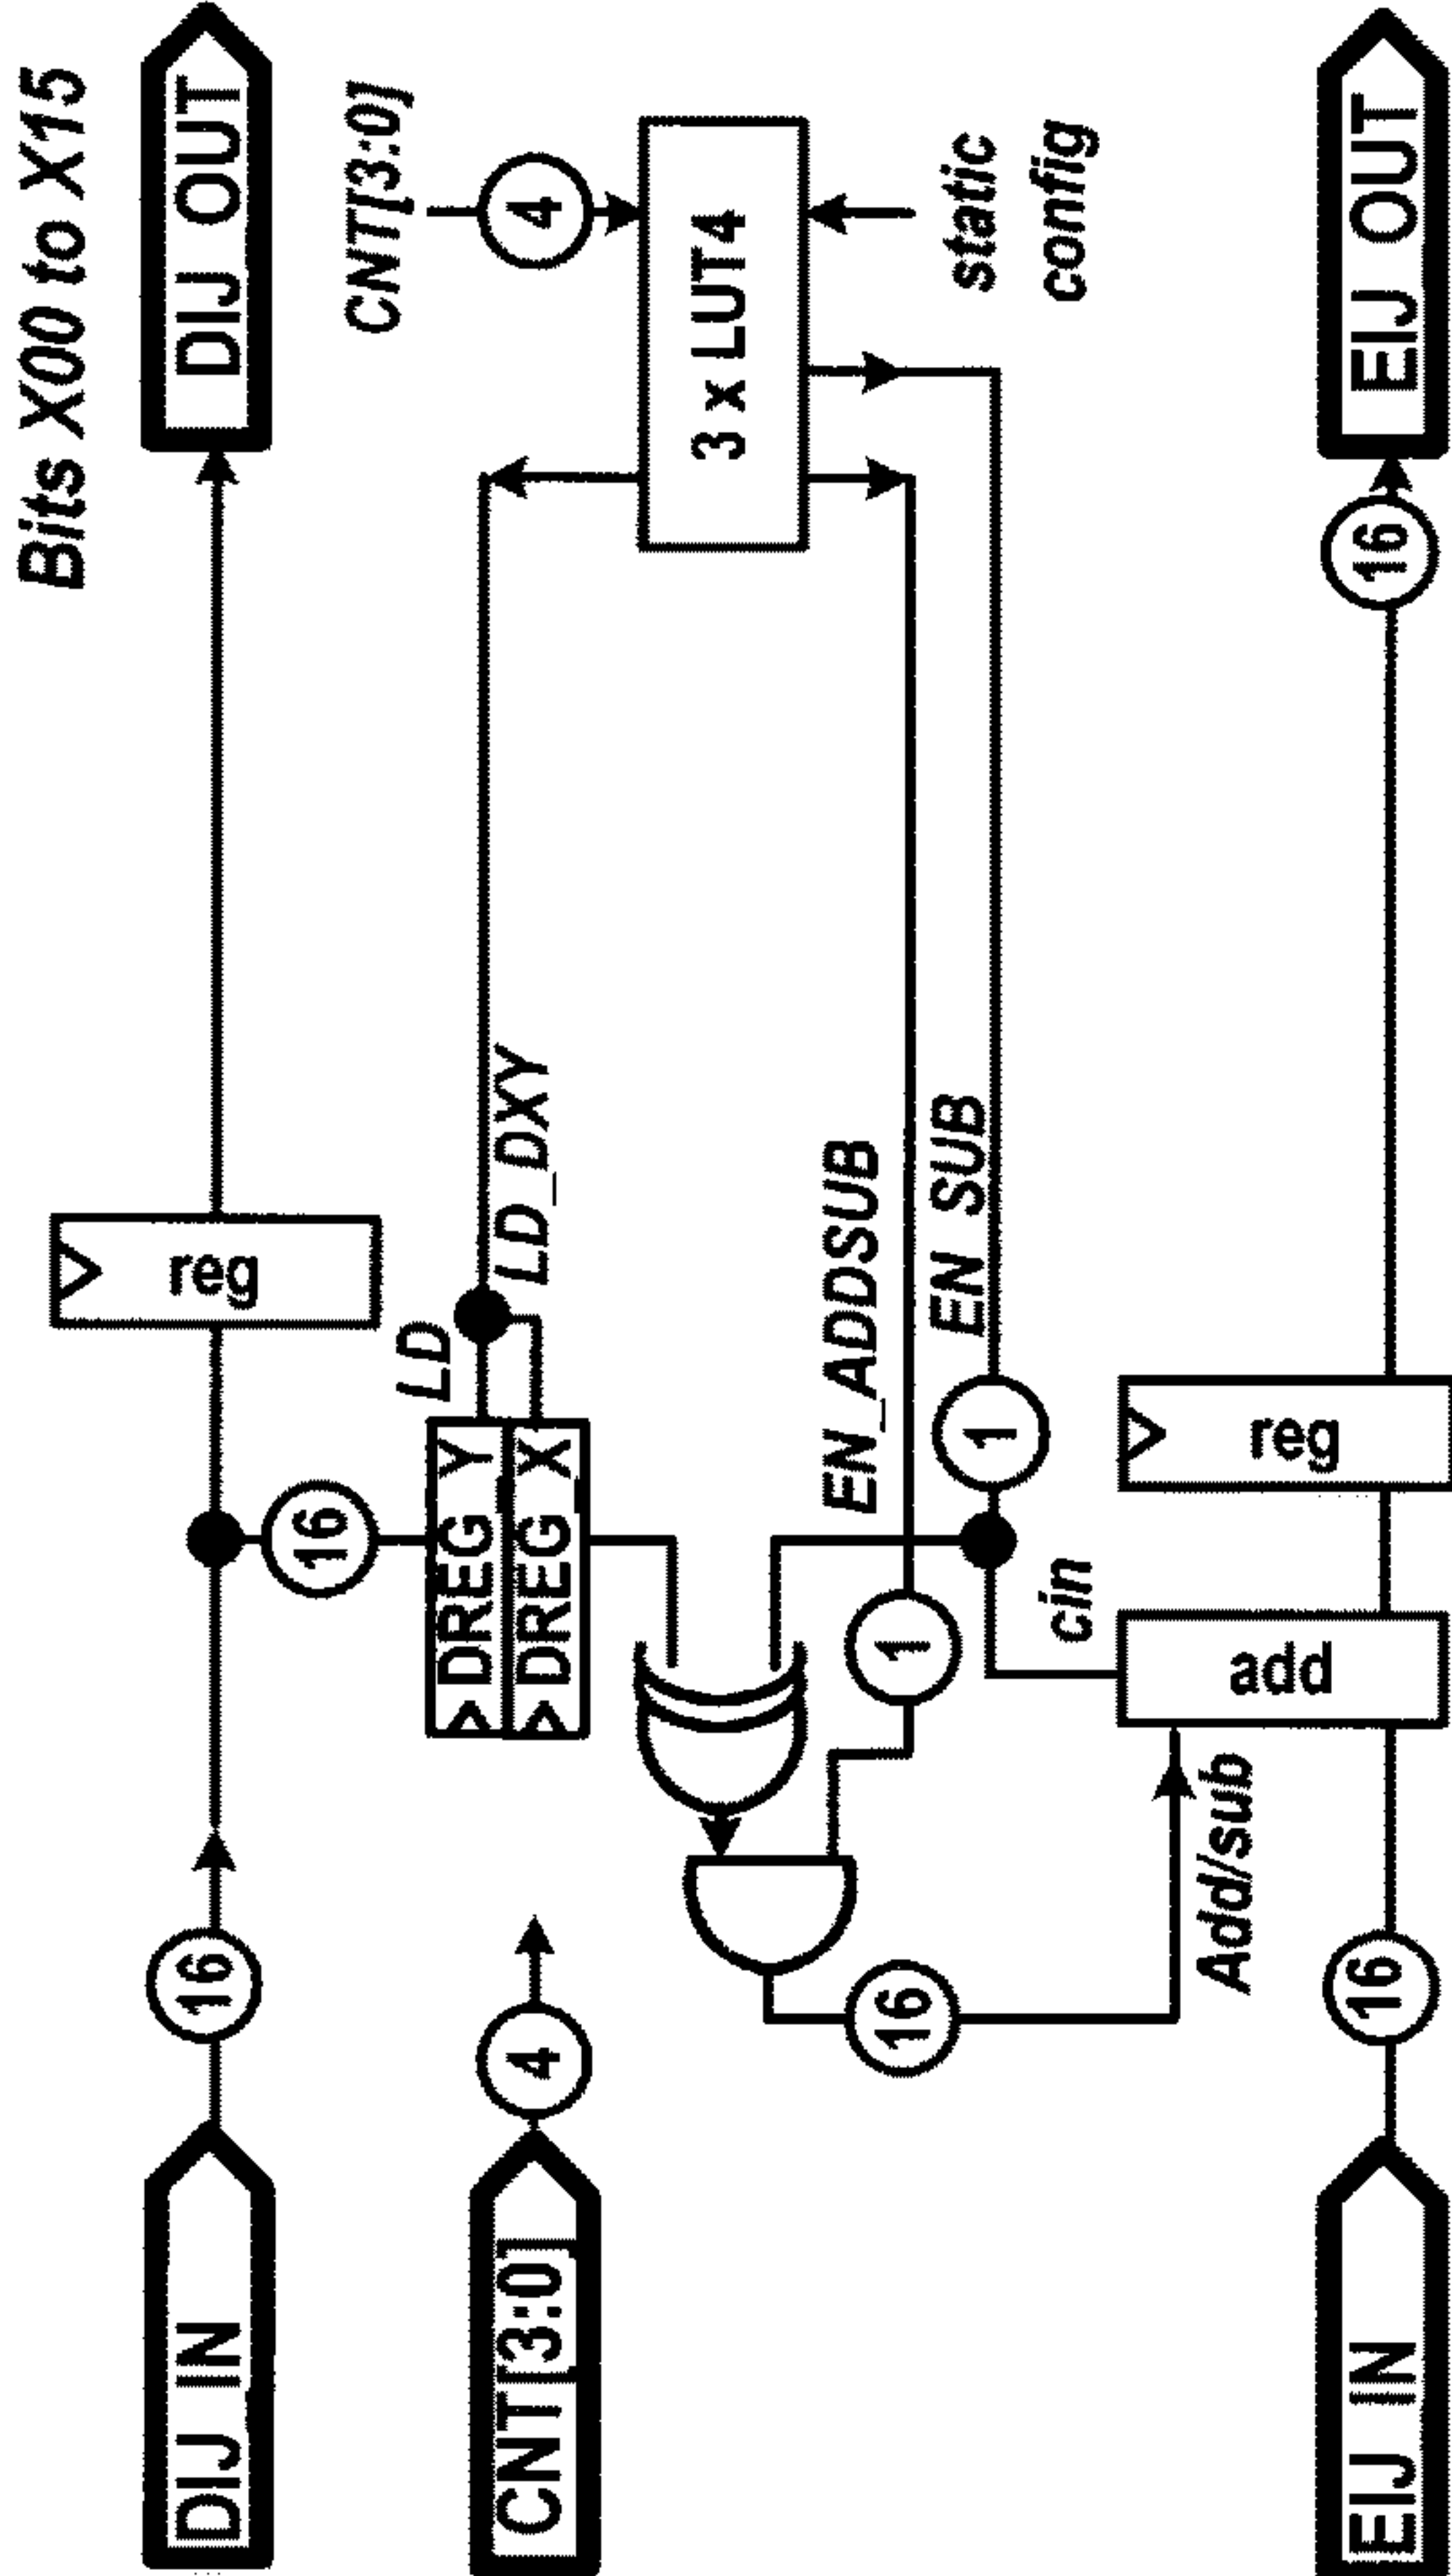 Bits X00 to X15
DIJ IN
16
reg
DIJ OUT
16
LD
DREG_Y
DREG_X
LD_DXY
CNT[3:0]
4
CNT[3:0]
4
3 x LUT4
static
config
EN_ADDSUB
1
EN_SUB
1
16
cin
Add/sub
EIJ IN
16
add
reg
16
EIJ OUT